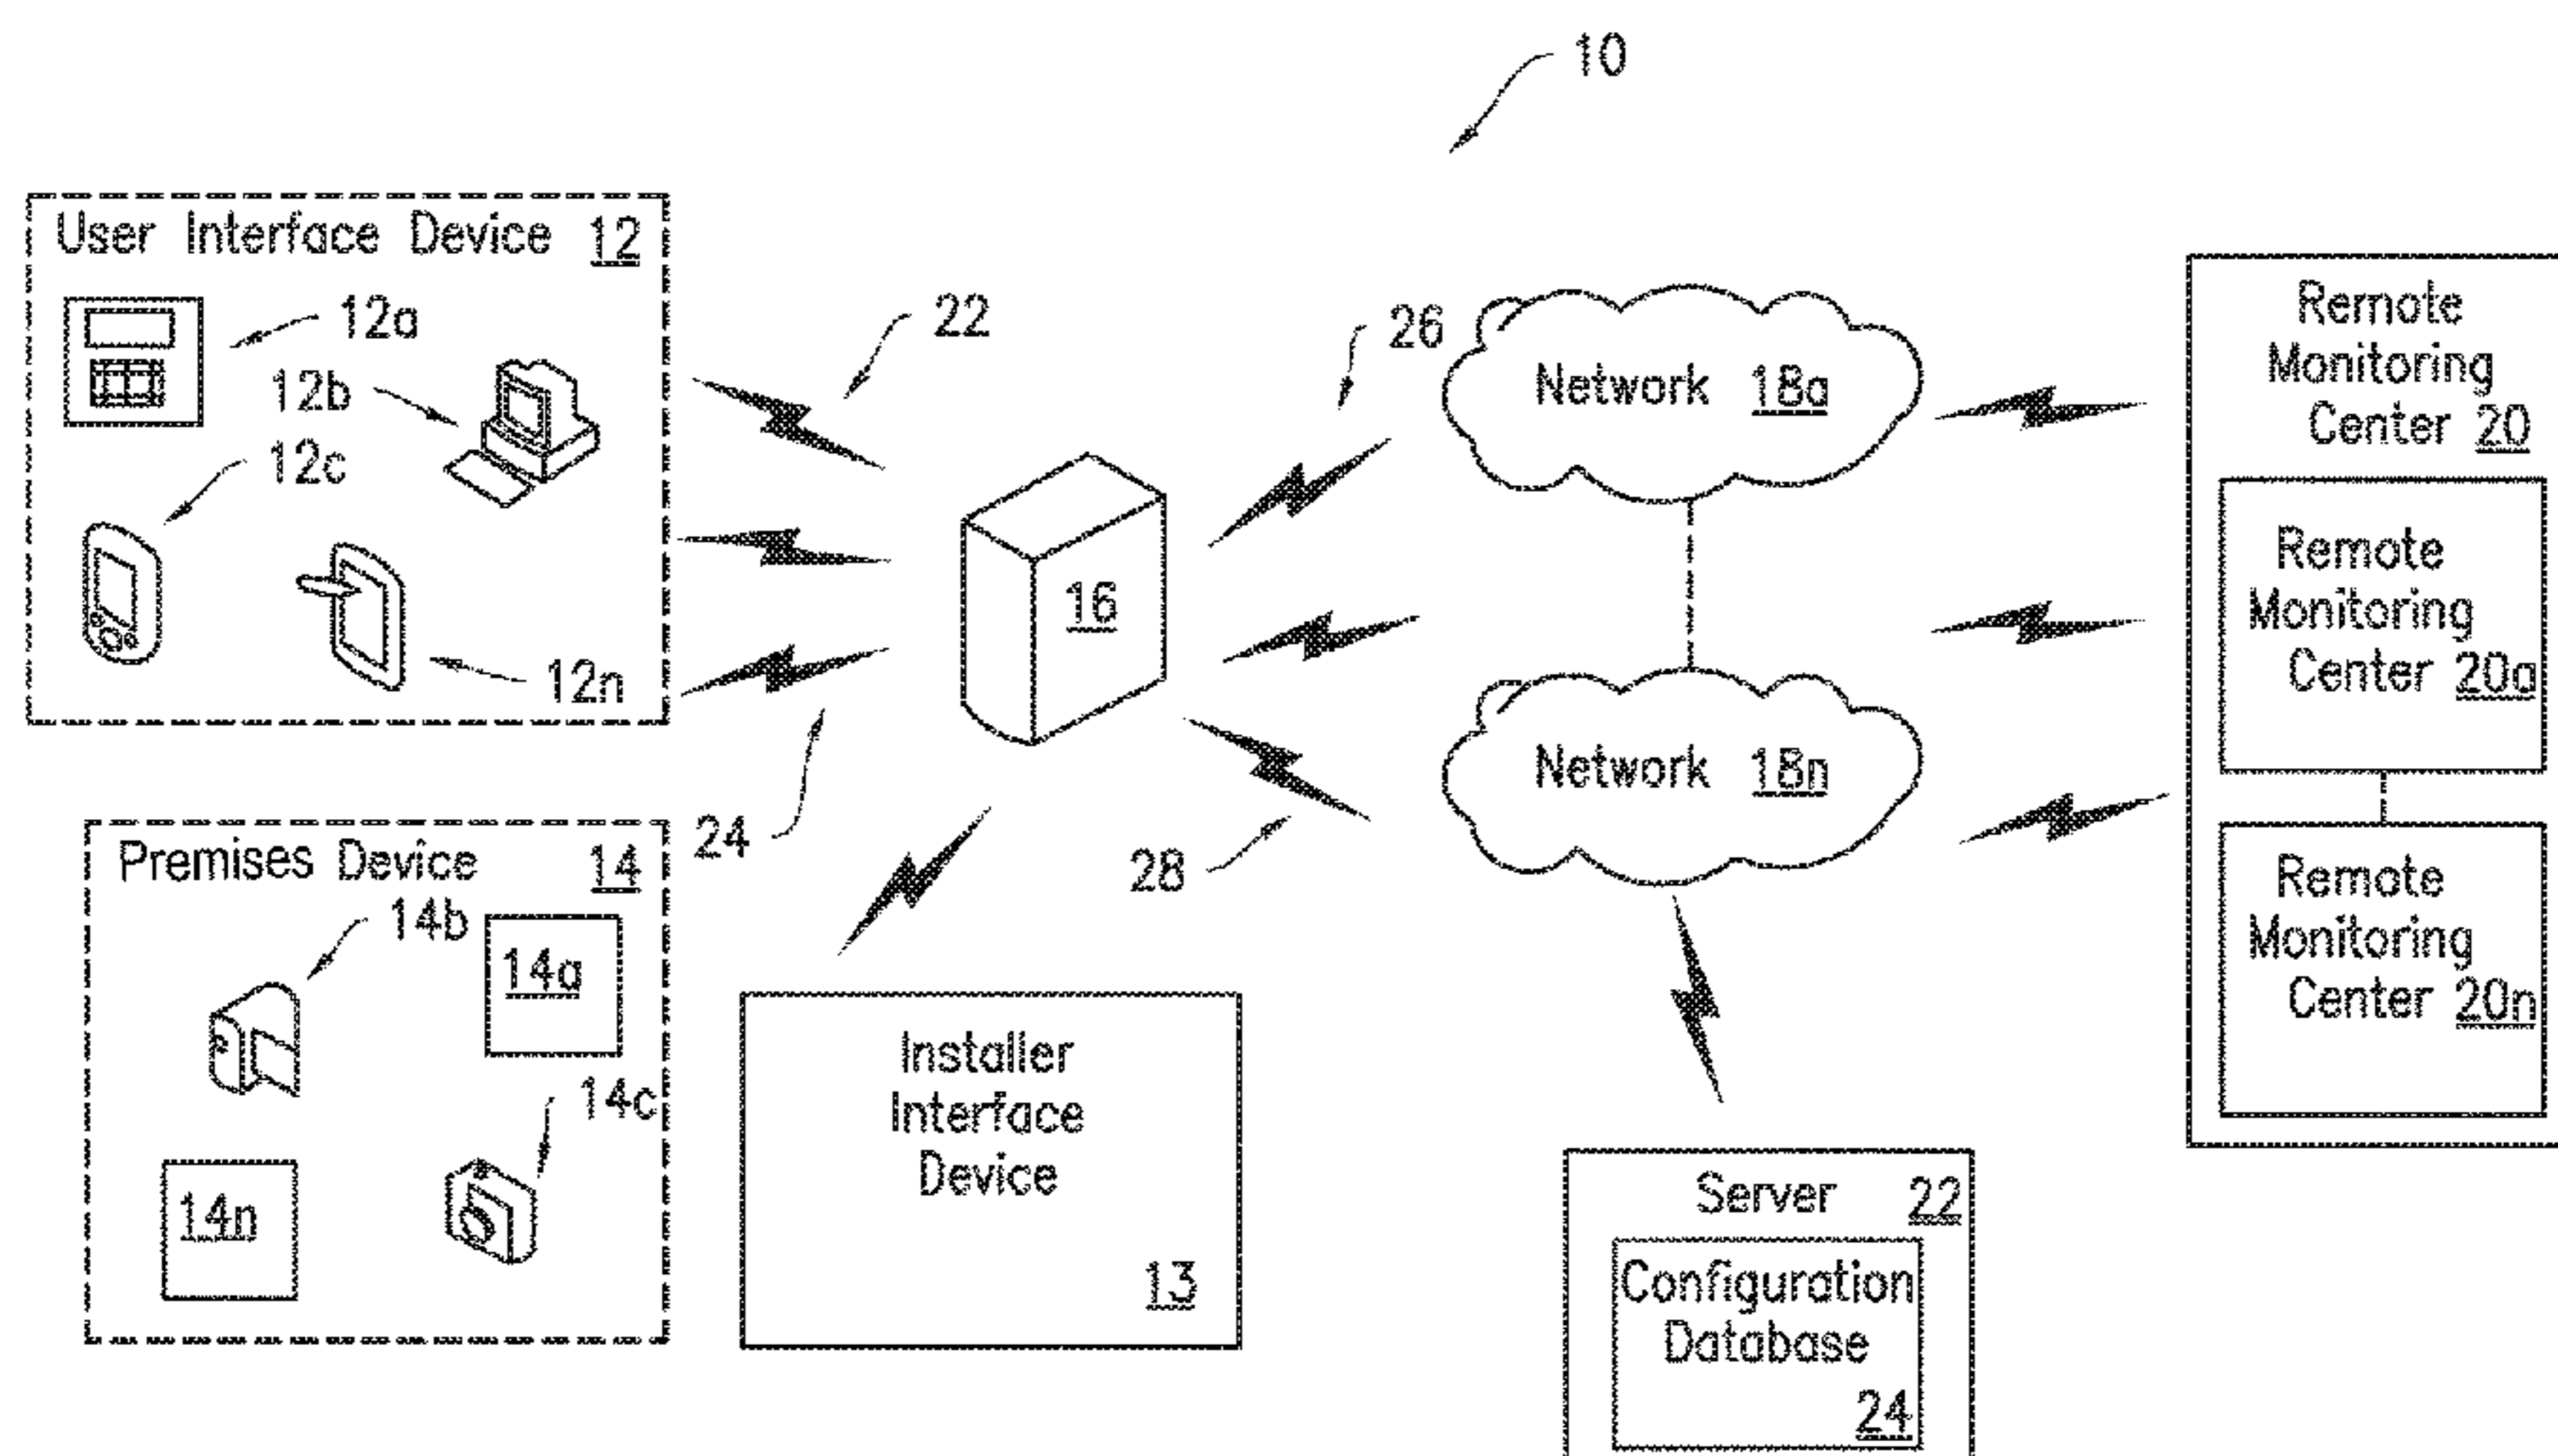 10
User Interface Device 12
12a
12b
12c
12n
22
24
26
28
16
Network 18a
Network 18n
Remote
Monitoring
Center 20
Remote
Monitoring
Center 20a
Remote
Monitoring
Center 20n
Premises Device 14
14b
14a
14c
14n
Installer
Interface
Device
13
Server 22
Configuration
Database
24